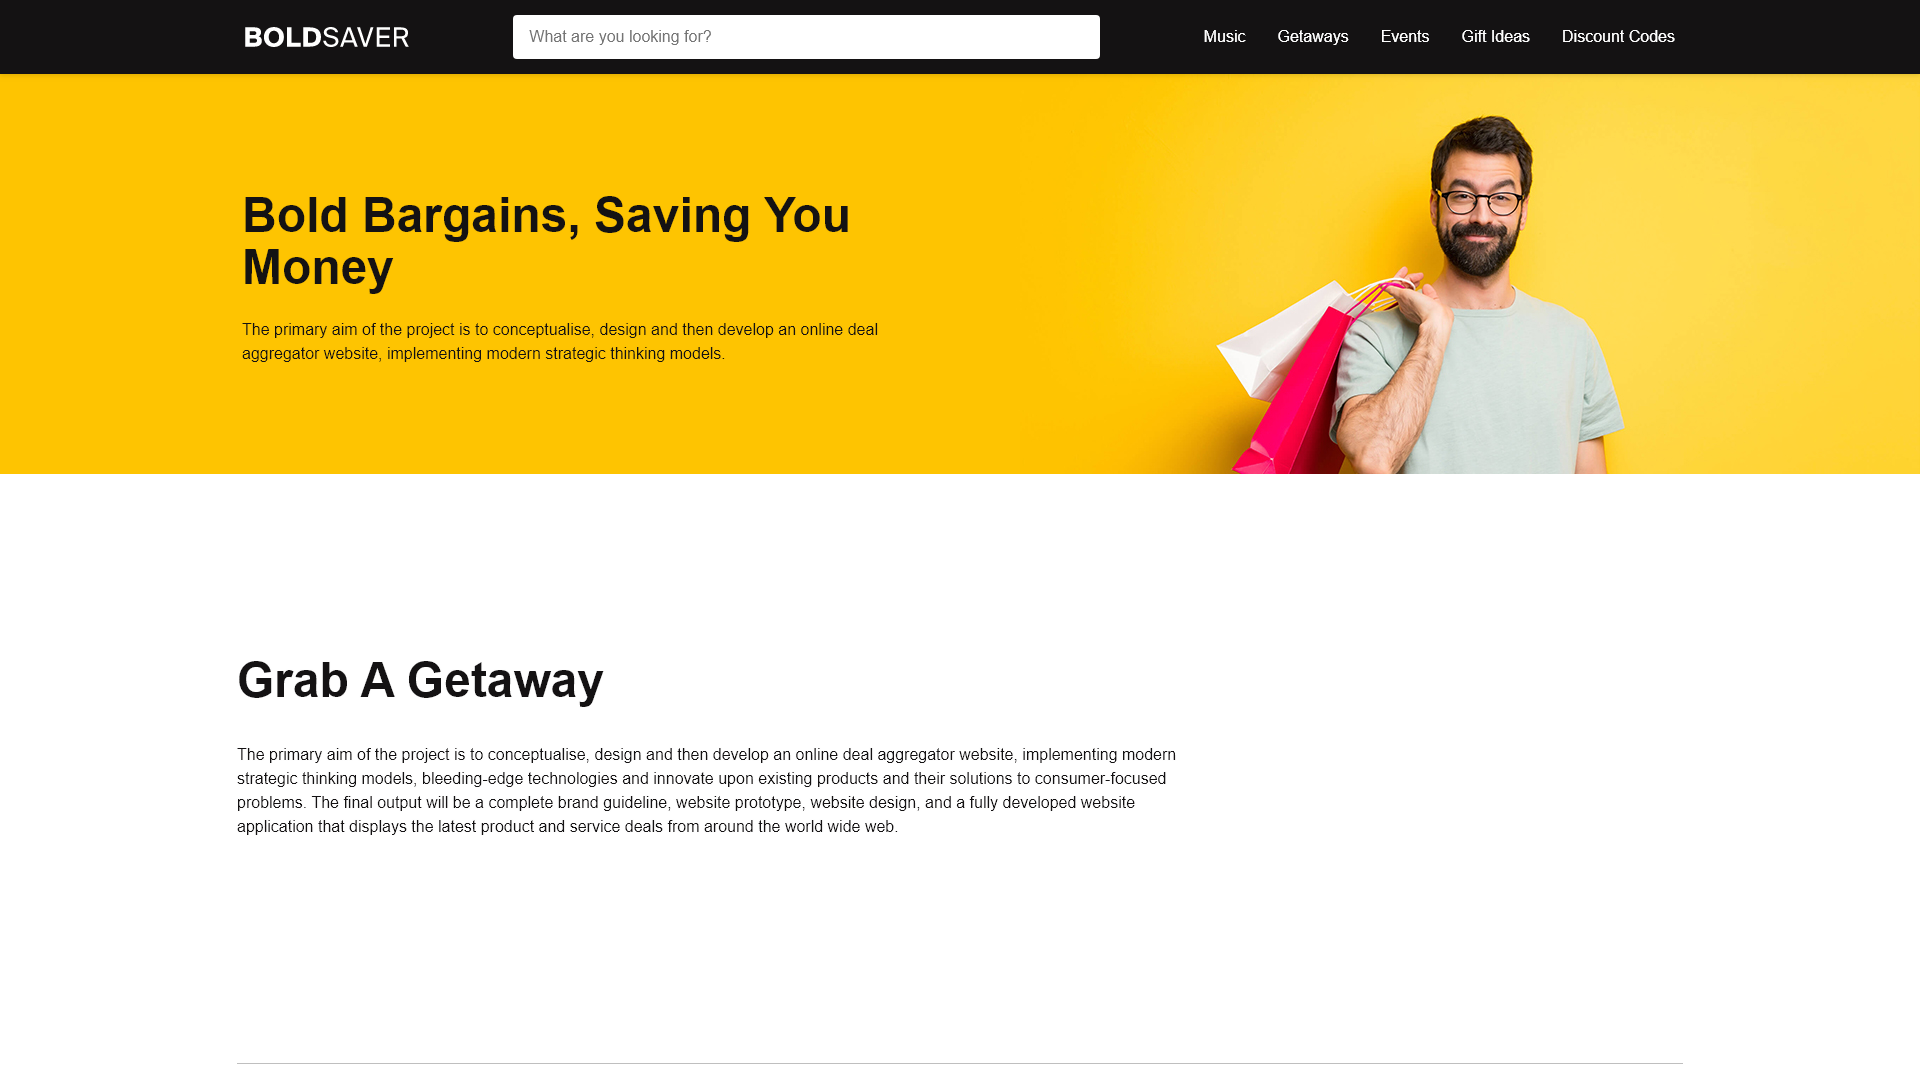 BOLDSAVER
What are you looking for?
Music
Getaways
Events
Gift Ideas
Discount Codes
Bold Bargains, Saving You
Money
The primary aim of the project is to conceptualise, design and then develop an online deal
aggregator website, implementing modern strategic thinking models.
Grab A Getaway
The primary aim of the project is to conceptualise, design and then develop an online deal aggregator website, implementing modern
strategic thinking models, bleeding-edge technologies and innovate upon existing products and their solutions to consumer-focused
problems. The final output will be a complete brand guideline, website prototype, website design, and a fully developed website
application that displays the latest product and service deals from around the world wide web.